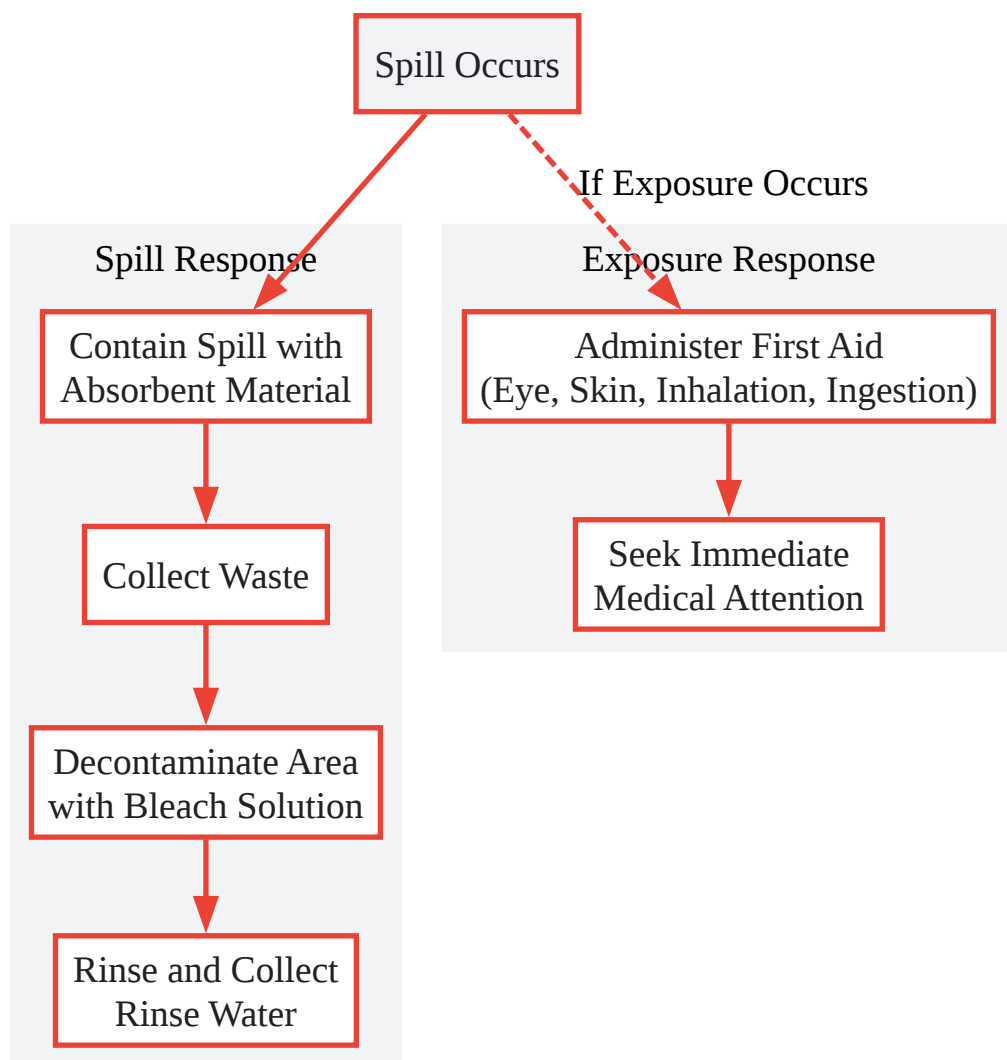 Spill Occurs
If Exposure Occurs
Spill Response
Contain Spill with
Absorbent Material
Collect Waste
Decontaminate Area
with Bleach Solution
Rinse and Collect
Rinse Water
Exposure Response
Administer First Aid
(Eye, Skin, Inhalation, Ingestion)
Seek Immediate
Medical Attention